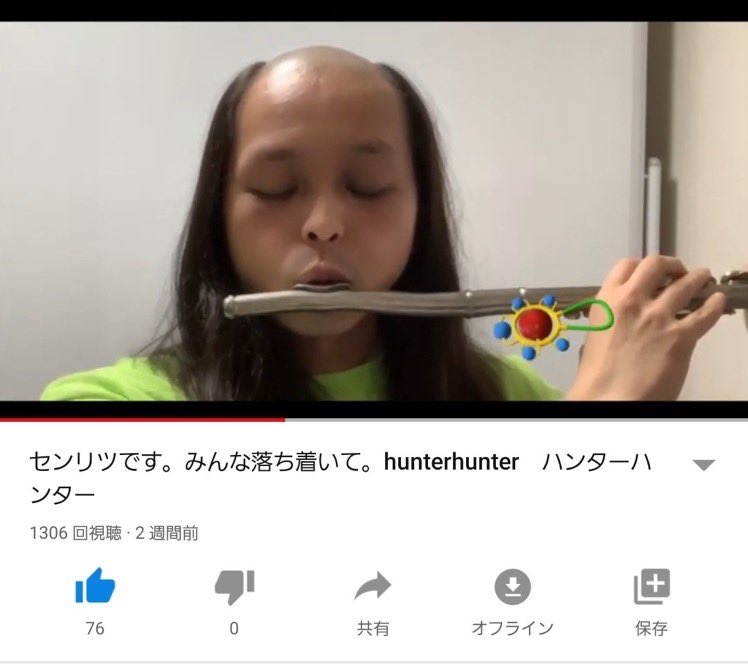 センリツです。みんな落ち着いて。hunterhunter　ハンターハ
ンター
1306 回視聴 · 2 週間前
76
0
共有
オフライン
保存